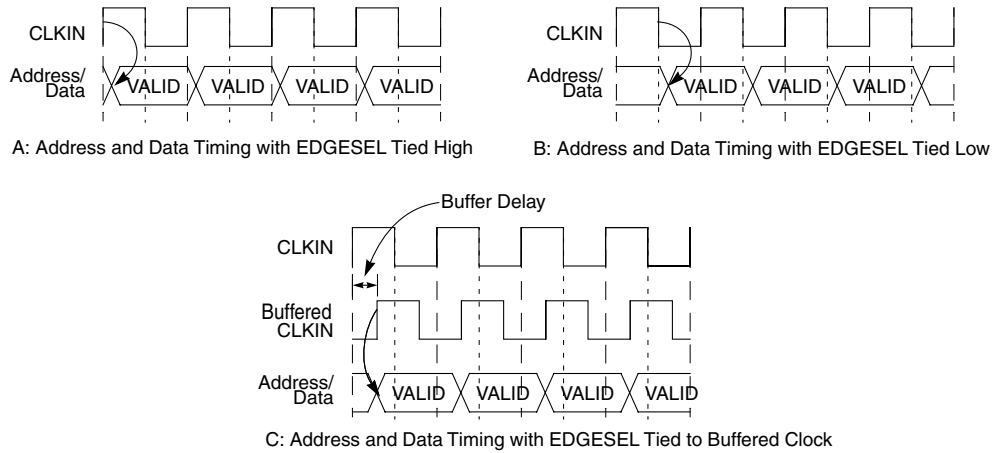 CLKIN
Address/
Data
VALID VALID VALID VALID
A: Address and Data Timing with EDGESEL Tied High
CLKIN
Address/
Data
VALID VALID VALID
B: Address and Data Timing with EDGESEL Tied Low
Buffer Delay
CLKIN
Buffered
CLKIN
Address/
Data
VALID VALID VALID VALID
C: Address and Data Timing with EDGESEL Tied to Buffered Clock